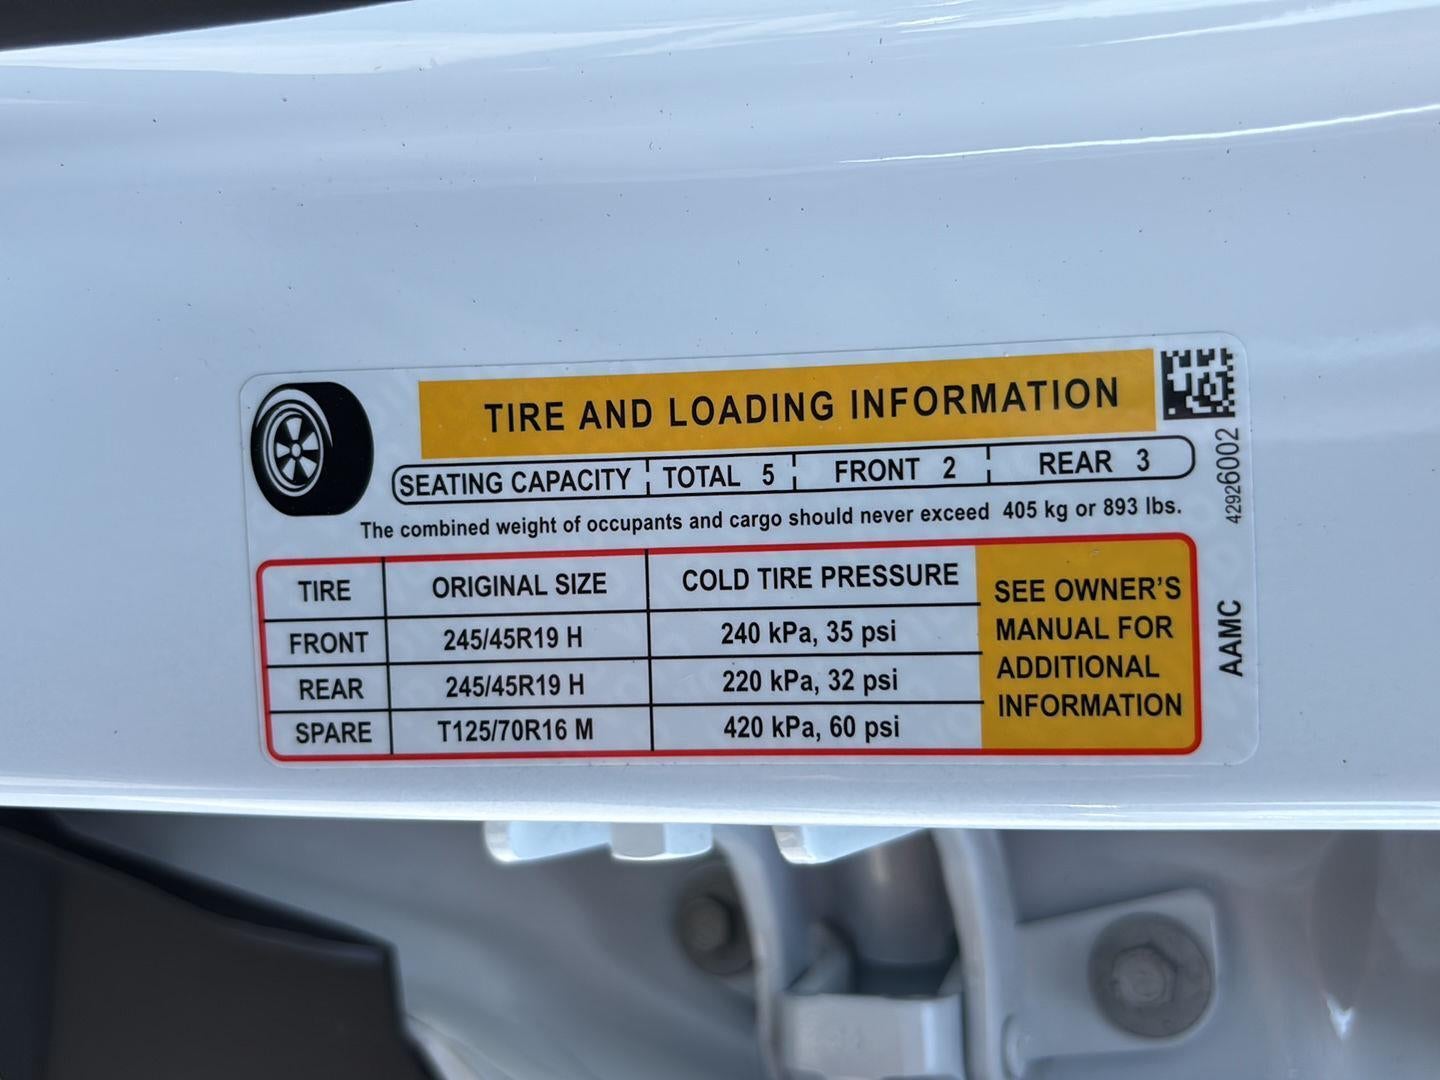 TIRE AND LOADING INFORMATION
SEATING CAPACITY TOTAL 5 FRONT 2 REAR 3
The combined weight of occupants and cargo should never exceed 405 kg or 893 lbs.
TIRE ORIGINAL SIZE COLD TIRE PRESSURE
FRONT 245/45R19 H 240 kPa, 35 psi
REAR 245/45R19 H 220 kPa, 32 psi
SPARE T125/70R16 M 420 kPa, 60 psi
SEE OWNER'S
MANUAL FOR
ADDITIONAL
INFORMATION
42926002
AAMC